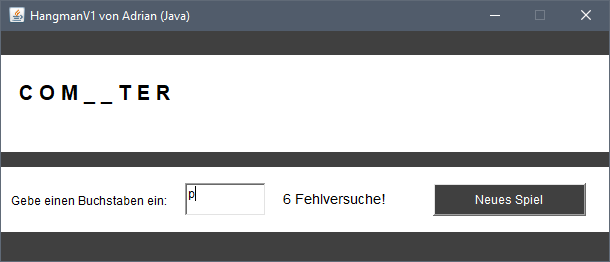 HangmanV1 von Adrian (Java)
C O M _ _ T E R
Gebe einen Buchstaben ein: p 6 Fehlversuche! Neues Spiel